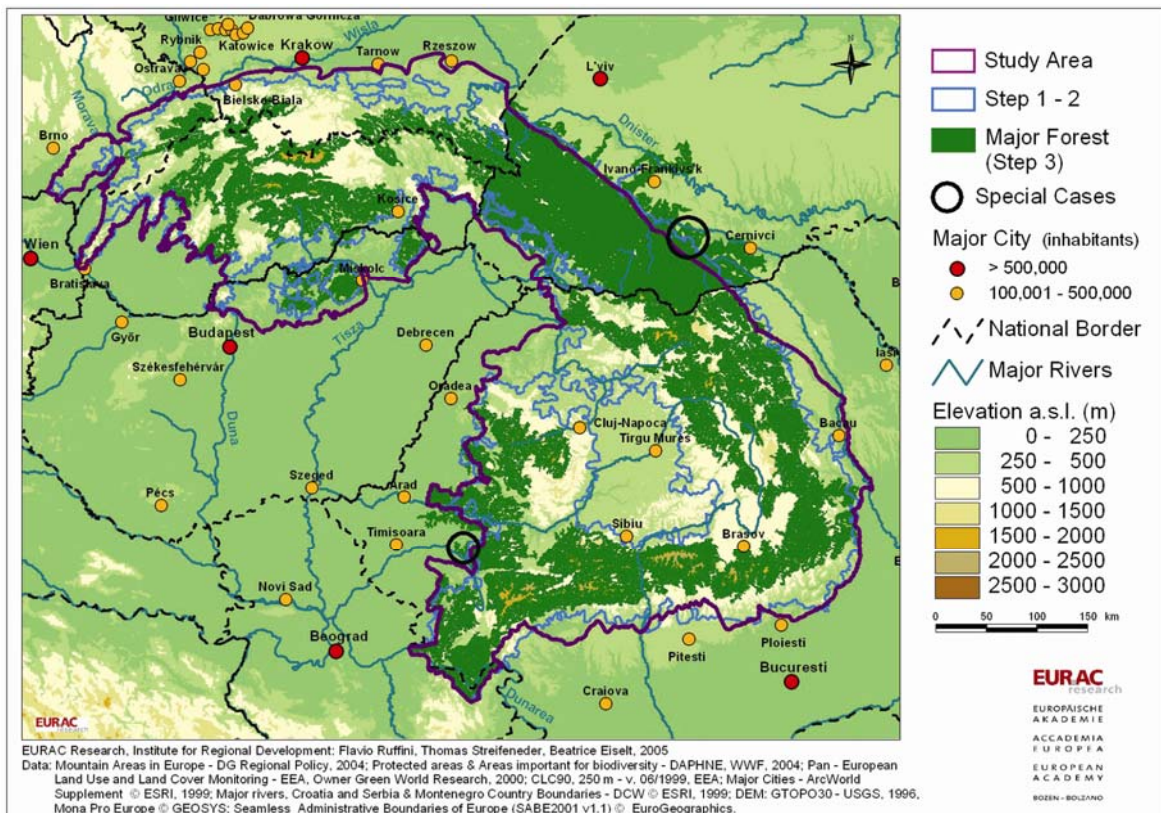 Gliwice
Dabrowa Gornicza
Rybnik
Katowice
Krakow
Wisla
Tarnow
Rzeszow
L'viv
Ostrava
Odra
Bielsko-Biala
Morava
Brno
Dnister
Ivano-Frankivs'k
Kosice
Cernivci
Wien
Bratislava
Miskolc
Györ
Budapest
Tisza
Debrecen
Iasi
Székesfehérvár
Oradea
Duna
Cluj-Napoca
Tirgu Mures
Bacau
Szeged
Arad
Pécs
Timisoara
Sibiu
Brasov
Novi Sad
Beograd
Ploiesti
Pitesti
Bucuresti
Craiova
Dunarea
EURAC
research
Study Area
Step 1 - 2
Major Forest
(Step 3)
Special Cases
Major City (inhabitants)
> 500,000
100,001 - 500,000
National Border
Major Rivers
Elevation a.s.l. (m)
0 - 250
250 - 500
500 - 1000
1000 - 1500
1500 - 2000
2000 - 2500
2500 - 3000
0 50 100 150 km
EURAC
research
EUROPÄISCHE
AKADEMIE
ACCADEMIA
EUROPEA
EUROPEAN
ACADEMY
BOZEN - BOLZANO
EURAC Research, Institute for Regional Development: Flavio Ruffini, Thomas Streifeneder, Beatrice Eiselt, 2005
Data: Mountain Areas in Europe - DG Regional Policy, 2004; Protected areas & Areas important for biodiversity - DAPHNE, WWF, 2004; Pan - European
Land Use and Land Cover Monitoring - EEA, Owner Green World Research, 2000; CLC90, 250 m - v. 06/1999, EEA; Major Cities - ArcWorld
Supplement © ESRI, 1999; Major rivers, Croatia and Serbia & Montenegro Country Boundaries - DCW © ESRI, 1999; DEM: GTOPO30 - USGS, 1996,
Mona Pro Europe © GEOSYS; Seamless Administrative Boundaries of Europe (SABE2001 v1.1) © EuroGeographics.